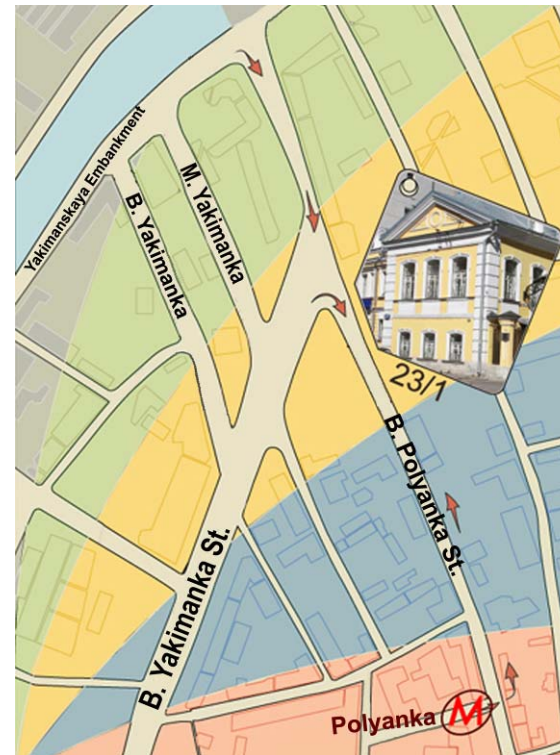 Yakimanskaya Embankment
B. Yakimanka
M. Yakimanka
23/1
B. Polyanka St.
B. Yakimanka St.
Polyanka M